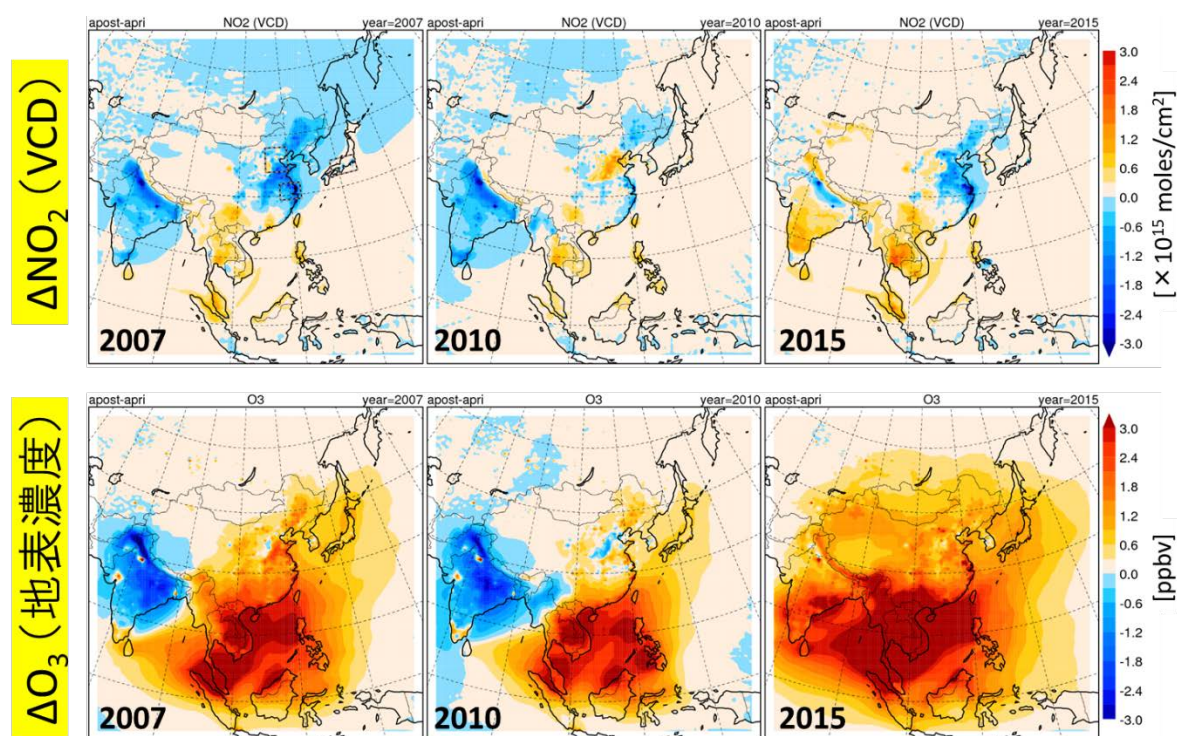 ΔNO₂ (VCD)
apost-apri NO2 (VCD) year=2007
2007
apost-apri NO2 (VCD) year=2010
2010
apost-apri NO2 (VCD) year=2015
2015
3.0
2.4
1.8
1.2
0.6
0.0
-0.6
-1.2
-1.8
-2.4
-3.0
[×10¹⁵ moles/cm²]
ΔO₃ (地表濃度)
apost-apri O3 year=2007
2007
apost-apri O3 year=2010
2010
apost-apri O3 year=2015
2015
3.0
2.4
1.8
1.2
0.6
0.0
-0.6
-1.2
-1.8
-2.4
-3.0
[ppbv]